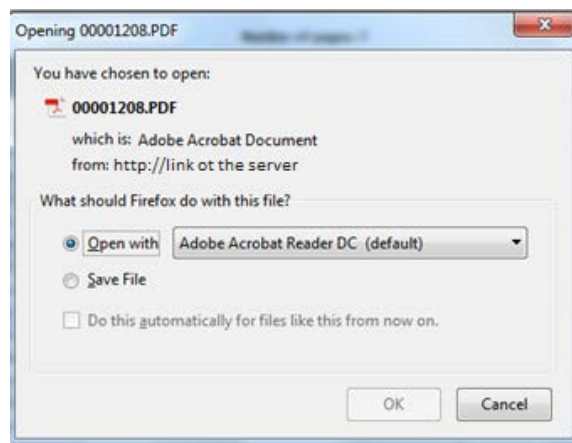 Opening 00001208.PDF
You have chosen to open:
00001208.PDF
which is: Adobe Acrobat Document
from: http://link ot the server
What should Firefox do with this file?
Open with Adobe Acrobat Reader DC (default)
Save File
Do this automatically for files like this from now on.
OK Cancel